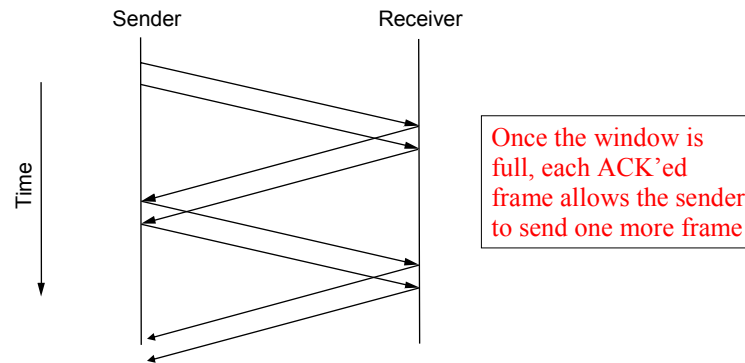 Sender
Receiver
Time
Once the window is
full, each ACK’ed
frame allows the sender
to send one more frame